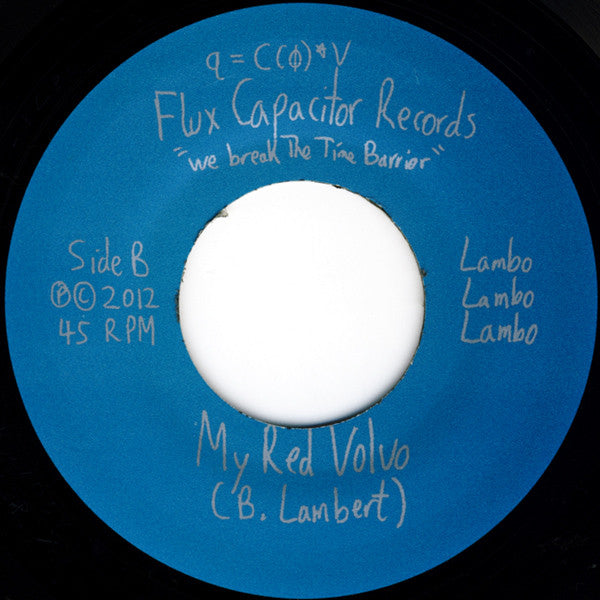 q = C(ϕ)*V
Flux Capacitor Records
"we break The Time Barrier"
Side B
ⓅⒸ 2012
45 RPM
Lambo
Lambo
Lambo
My Red Volvo
(B. Lambert)